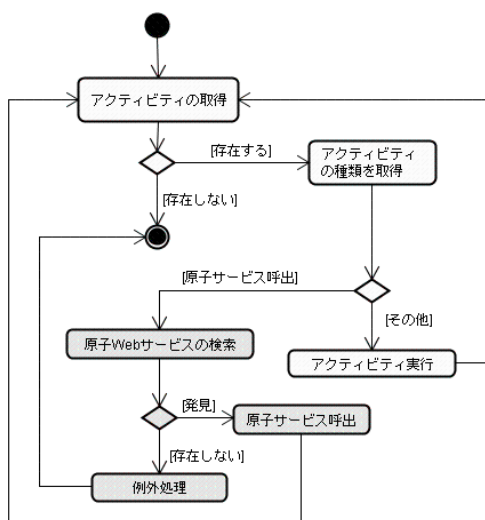 アクティビティの取得
[存在する]
アクティビティ
の種類を取得
[存在しない]
[原子サービス呼出]
[その他]
原子Webサービスの検索
アクティビティ実行
[発見]
原子サービス呼出
[存在しない]
例外処理